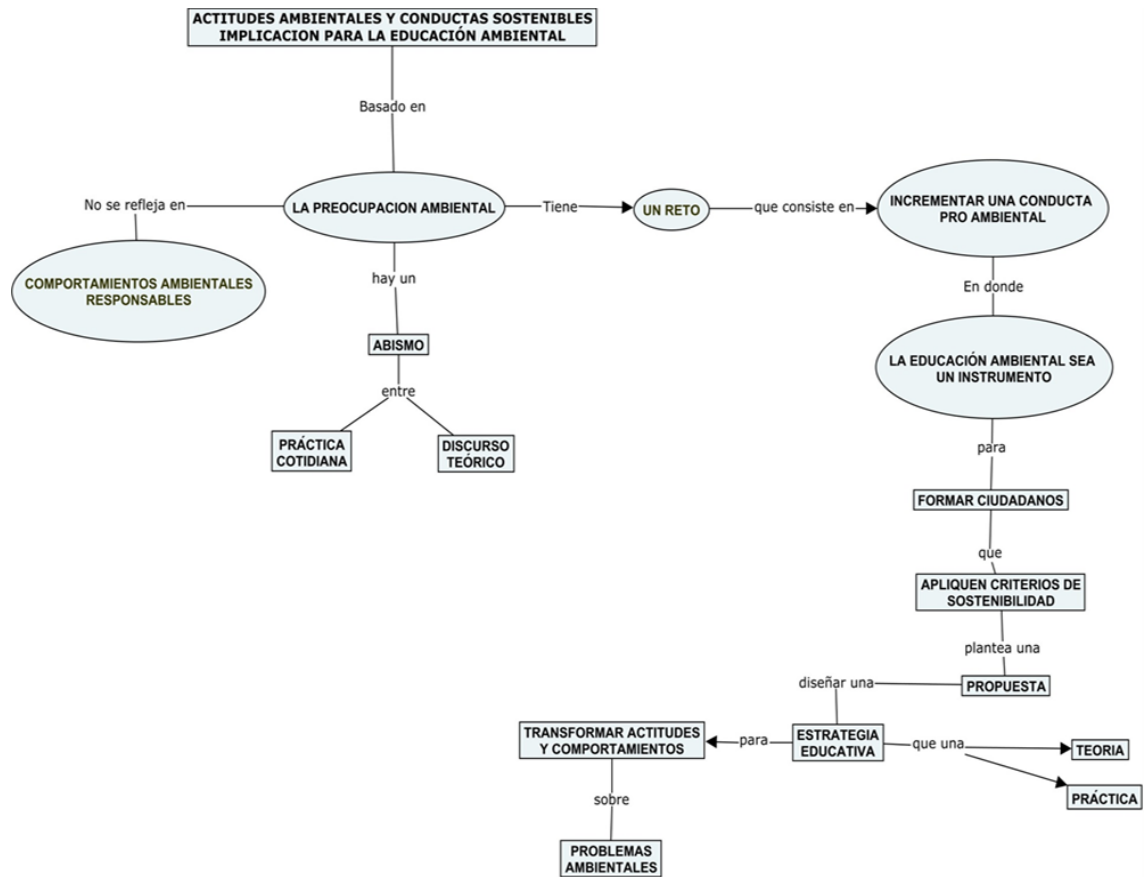 ACTITUDES AMBIENTALES Y CONDUCTAS SOSTENIBLES
IMPLICACION PARA LA EDUCACIÓN AMBIENTAL
Basado en
No se refleja en
LA PREOCUPACION AMBIENTAL
Tiene
UN RETO
que consiste en
INCREMENTAR UNA CONDUCTA
PRO AMBIENTAL
COMPORTAMIENTOS AMBIENTALES
RESPONSABLES
hay un
En donde
ABISMO
LA EDUCACIÓN AMBIENTAL SEA
UN INSTRUMENTO
entre
PRÁCTICA
COTIDIANA
DISCURSO
TEÓRICO
para
FORMAR CIUDADANOS
que
APLIQUEN CRITERIOS DE
SOSTENIBILIDAD
plantea una
PROPUESTA
diseñar una
ESTRATEGIA
EDUCATIVA
para
TRANSFORMAR ACTITUDES
Y COMPORTAMIENTOS
que una
TEORIA
PRÁCTICA
sobre
PROBLEMAS
AMBIENTALES